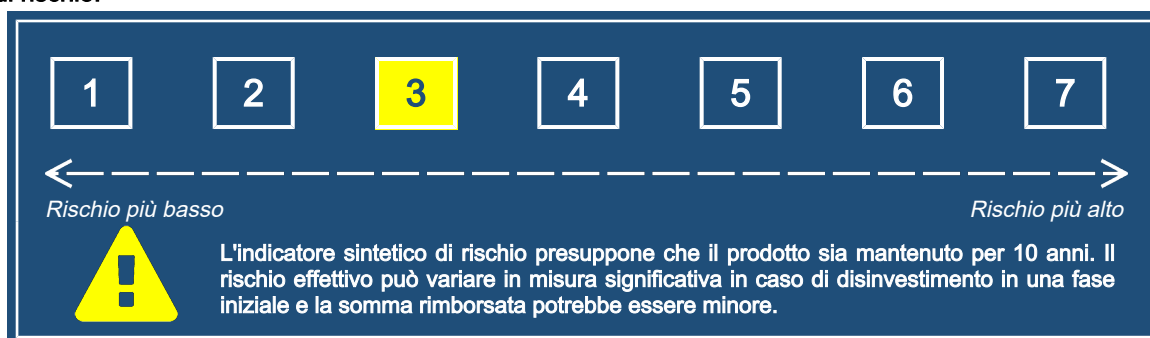 di rischio:
1 2 3 4 5 6 7
Rischio più basso Rischio più alto
L'indicatore sintetico di rischio presuppone che il prodotto sia mantenuto per 10 anni. Il
rischio effettivo può variare in misura significativa in caso di disinvestimento in una fase
iniziale e la somma rimborsata potrebbe essere minore.